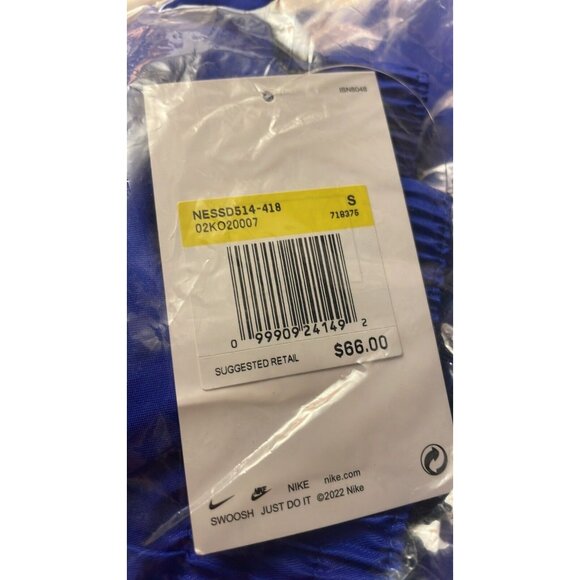 IBN8048
NESSD514-418 S
02KO20007 718376
0 99909 24149 2
SUGGESTED RETAIL $66.00
NIKE nike.com
SWOOSH JUST DO IT ©2022 Nike